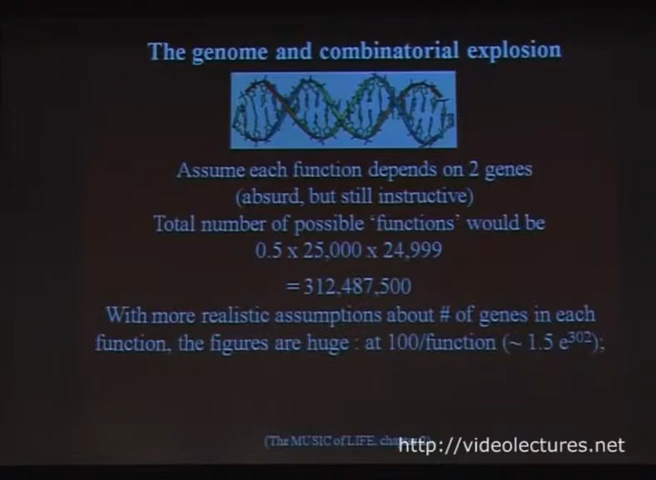 The genome and combinatorial explosion
Assume each function depends on 2 genes
(absurd, but still instructive)
Total number of possible ‘functions’ would be
0.5 x 25,000 x 24,999
= 312,487,500
With more realistic assumptions about # of genes in each
function, the figures are huge : at 100/function (~ 1.5 e³⁰²);
(The MUSIC of LIFE,
http://videolectures.net